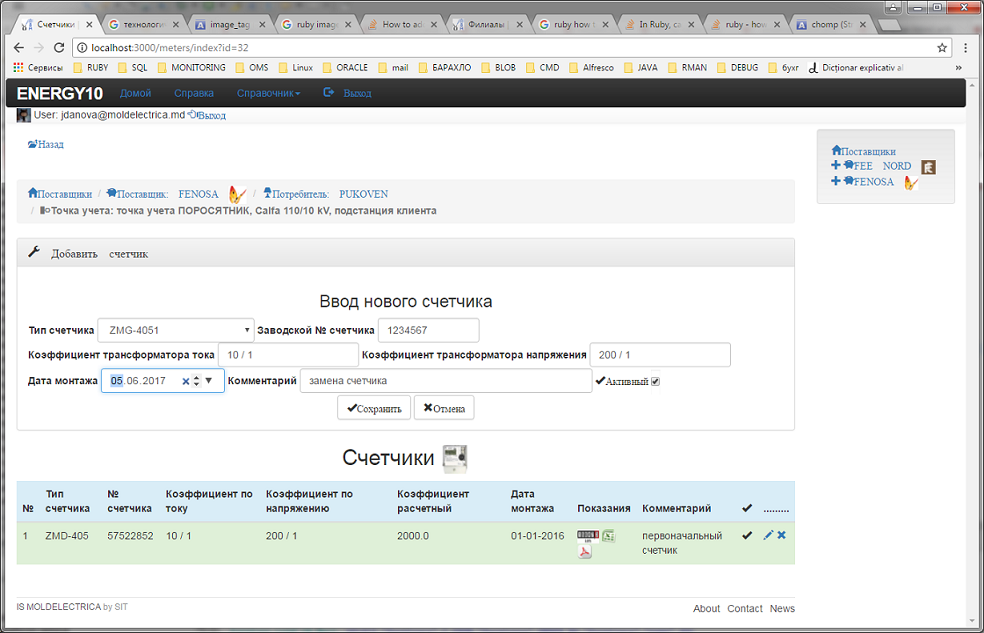 Счетчики
технологи
image_tag
ruby imag
How to ad
Филиалы
ruby how t
In Ruby, ca
ruby - how
chomp (St
localhost:3000/meters/index?id=32
Сервисы RUBY SQL MONITORING OMS Linux ORACLE mail БАРАХЛО BLOB CMD Alfresco JAVA RMAN DEBUG бухг Dicționar explicativ al »
ENERGY10 Домой Справка Справочник Выход
User: jdanova@moldelectrica.md Выход
Назад
Поставщики / Поставщик: FENOSA / Потребитель: PUKOVEN
/ Точка учета: точка учета ПОРОСЯТНИК, Calfa 110/10 kV, подстанция клиента
Поставщики
FEE NORD
FENOSA
Добавить счетчик
Ввод нового счетчика
Тип счетчика ZMG-4051 Заводской № счетчика 1234567
Коэффициент трансформатора тока 10 / 1 Коэффициент трансформатора напряжения 200 / 1
Дата монтажа 05.06.2017 Комментарий замена счетчика Активный
Сохранить Отмена
Счетчики
№ Тип счетчика № счетчика Коэффициент по току Коэффициент по напряжению Коэффициент расчетный Дата монтажа Показания Комментарий .........
1 ZMD-405 57522852 10 / 1 200 / 1 2000.0 01-01-2016 первоначальный счетчик
IS MOLDELECTRICA by SIT
About Contact News